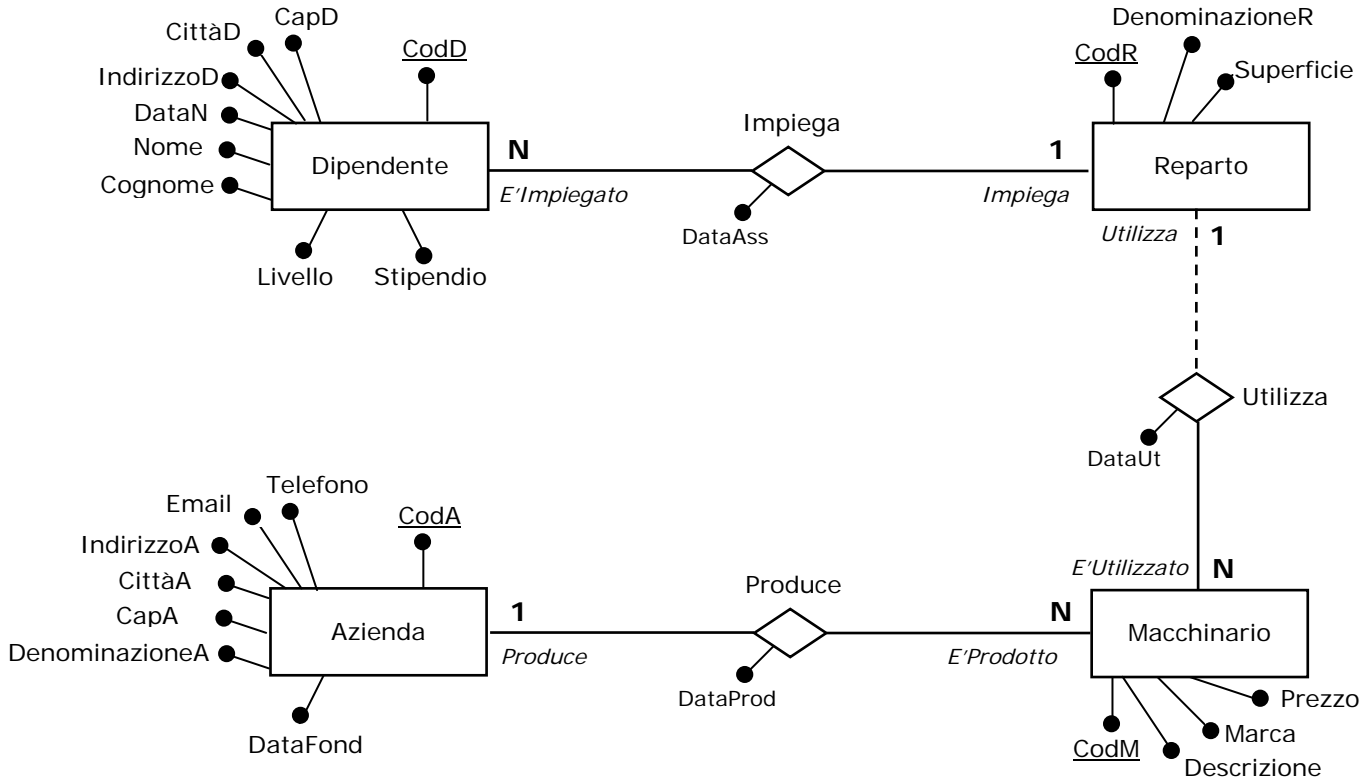 CapD
DenominazioneR
CittàD
CodD
CodR
IndirizzoD
Superficie
DataN
Impiega
Nome
Dipendente
N
1
Reparto
Cognome
E'Impiegato
Impiega
DataAss
Utilizza
1
Livello
Stipendio
Utilizza
DataUt
Telefono
Email
CodA
IndirizzoA
CittàA
E'Utilizzato
N
Produce
CapA
Azienda
1
N
Macchinario
DenominazioneA
Produce
E'Prodotto
DataProd
Prezzo
DataFond
Marca
CodM
Descrizione